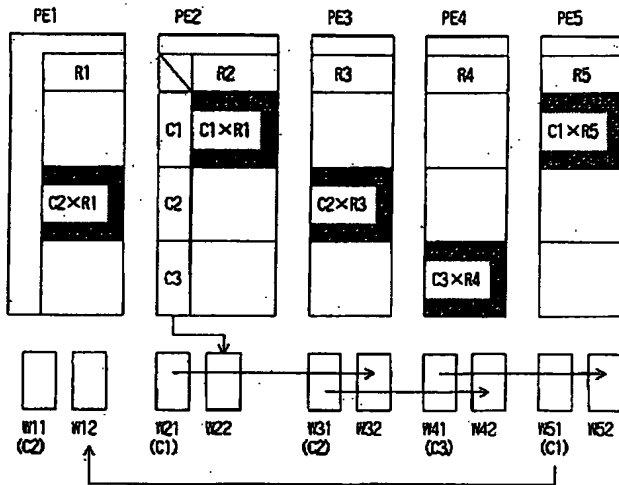 PE1 PE2 PE3 PE4 PE5
R1 R2 R3 R4 R5
C1 C1×R1 C1×R5
C2×R1 C2 C2×R3
C3 C3×R4
W11 W12 W21 W22 W31 W32 W41 W42 W51 W52
(C2) (C1) (C2) (C3) (C1)